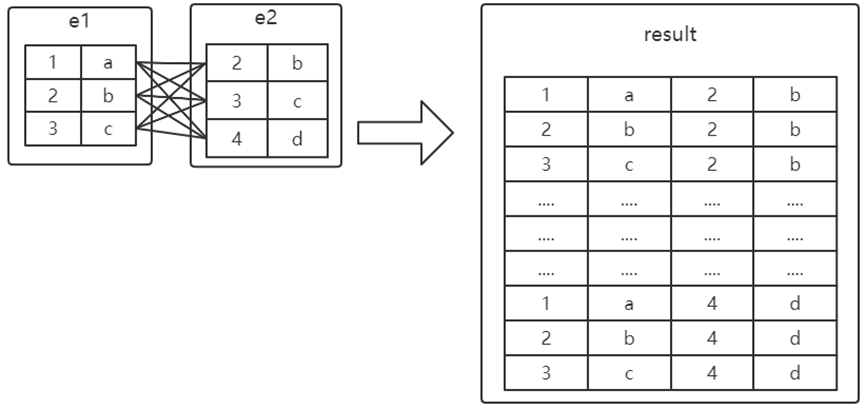 e1
1 a
2 b
3 c
e2
2 b
3 c
4 d
result
1 a 2 b
2 b 2 b
3 c 2 b
.... .... .... ....
.... .... .... ....
.... .... .... ....
1 a 4 d
2 b 4 d
3 c 4 d